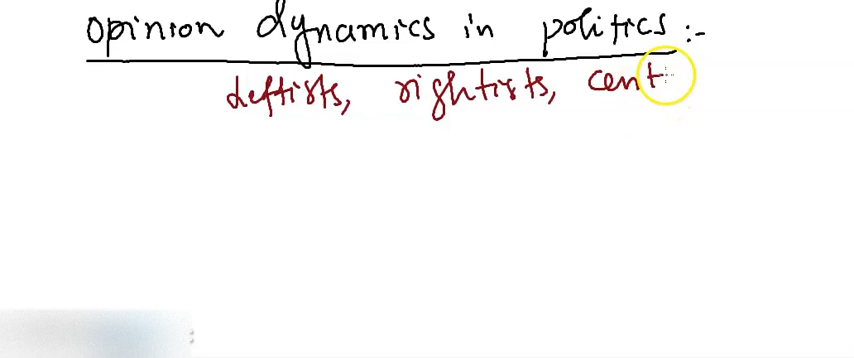 Opinion dynamics in politics :-
Leftists, rightists, cent